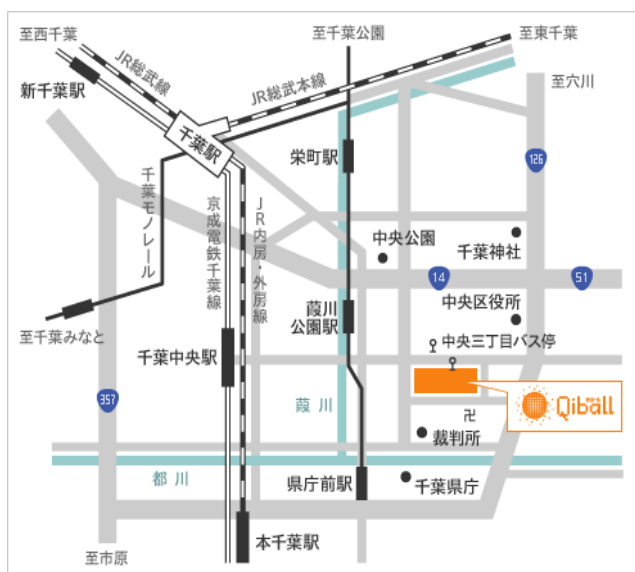 至西千葉
至千葉公園
至東千葉
JR総武線
JR総武本線
新千葉駅
至穴川
千葉駅
栄町駅
126
千葉モノレール
京成電鉄千葉線
JR内房・外房線
中央公園
千葉神社
14
51
中央区役所
葭川
公園駅
至千葉みなと
千葉中央駅
中央三丁目バス停
357
葭川
Qiball
卍
裁判所
都川
県庁前駅
千葉県庁
本千葉駅
至市原